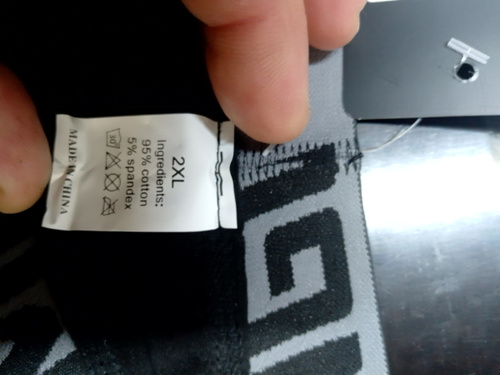 2XL
Ingredients:
95% cotton
5% spandex
MADE IN CHINA